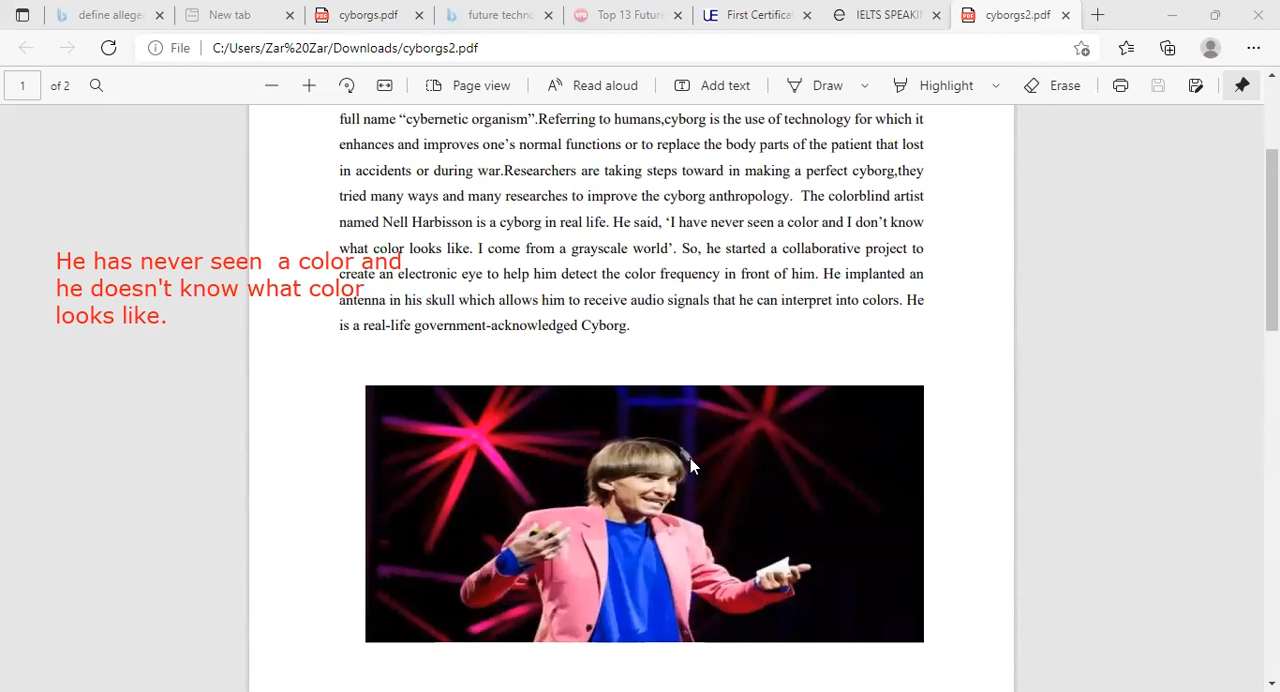 define alleged
New tab
cyborgs.pdf
future techno
Top 13 Futur
First Certifica
IELTS SPEAKI
cyborgs2.pdf
File
C:/Users/Zar%20Zar/Downloads/cyborgs2.pdf
1 of 2
Page view
Read aloud
Add text
Draw
Highlight
Erase
full name “cybernetic organism”.Referring to humans,cyborg is the use of technology for which it
enhances and improves one’s normal functions or to replace the body parts of the patient that lost
in accidents or during war.Researchers are taking steps toward in making a perfect cyborg,they
tried many ways and many researches to improve the cyborg anthropology. The colorblind artist
named Nell Harbisson is a cyborg in real life. He said, ‘I have never seen a color and I don’t know
what color looks like. I come from a grayscale world’. So, he started a collaborative project to
create an electronic eye to help him detect the color frequency in front of him. He implanted an
antenna in his skull which allows him to receive audio signals that he can interpret into colors. He
is a real-life government-acknowledged Cyborg.
He has never seen a color and
he doesn't know what color
looks like.